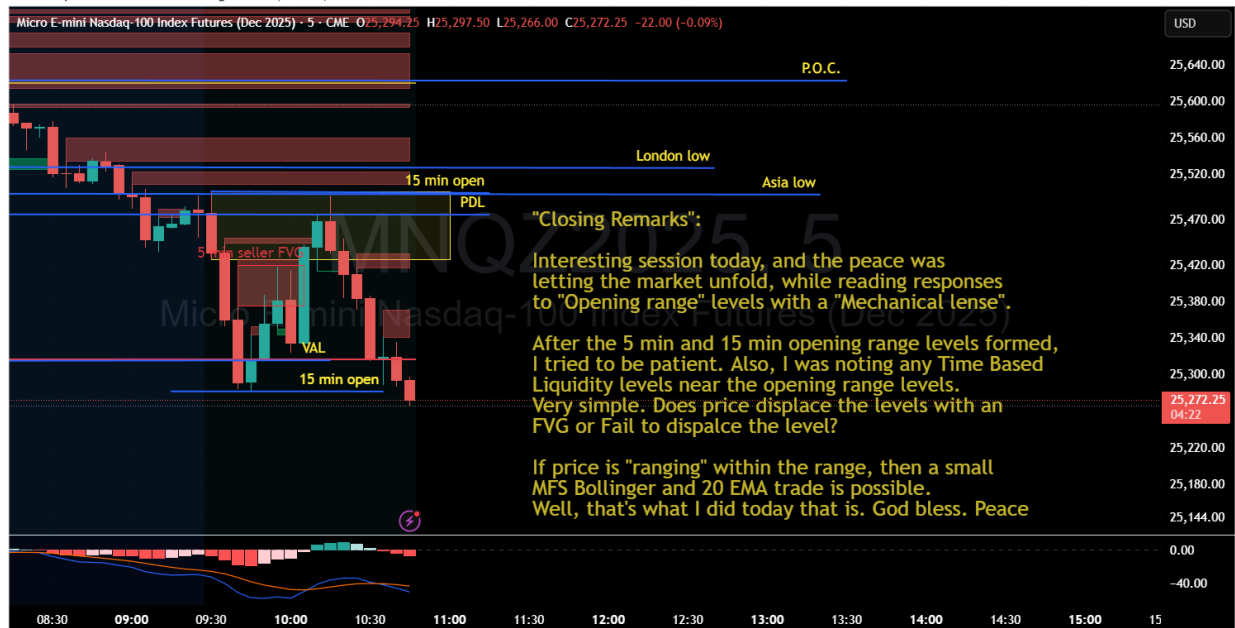 Micro E-mini Nasdaq-100 Index Futures (Dec 2025) · 5 · CME O25,294.25 H25,297.50 L25,266.00 C25,272.25 −22.00 (−0.09%)
USD
P.O.C.
25,640.00
25,600.00
25,560.00
London low
25,520.00
15 min open
Asia low
PDL
25,470.00
MNQZ2025, 5
"Closing Remarks":
5 min seller FVG
Interesting session today, and the peace was
letting the market unfold, while reading responses
to "Opening range" levels with a "Mechanical lense".
25,420.00
25,380.00
Micro E-mini Nasdaq-100 Index Futures (Dec 2025)
After the 5 min and 15 min opening range levels formed,
I tried to be patient. Also, I was noting any Time Based
Liquidity levels near the opening range levels.
Very simple. Does price displace the levels with an
FVG or Fail to dispalce the level?
25,340.00
VAL
25,300.00
15 min open
25,272.25
04:22
25,220.00
If price is "ranging" within the range, then a small
MFS Bollinger and 20 EMA trade is possible.
Well, that's what I did today that is. God bless. Peace
25,180.00
25,144.00
0.00
−40.00
08:30 09:00 09:30 10:00 10:30 11:00 11:30 12:00 12:30 13:00 13:30 14:00 14:30 15:00 15